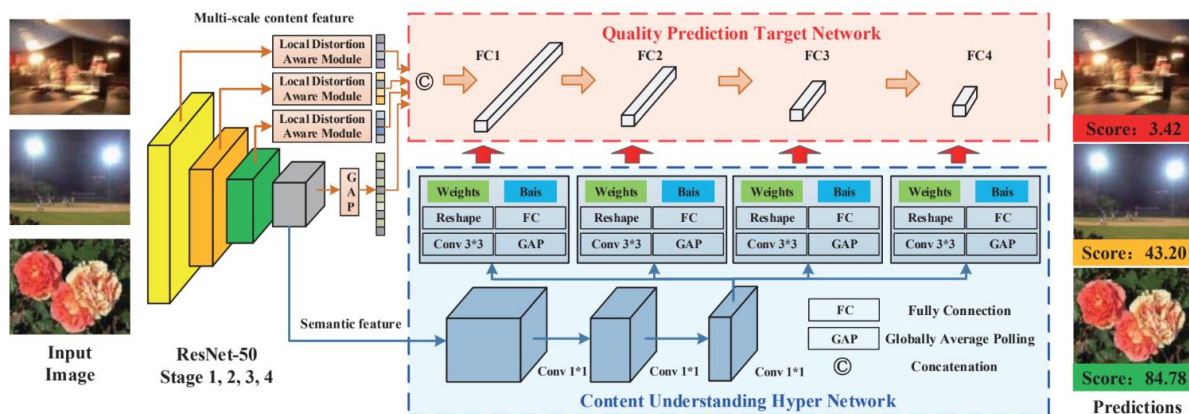 Multi-scale content feature
Local Distortion
Aware Module
Local Distortion
Aware Module
Local Distortion
Aware Module
G
A
P
Input
Image
ResNet-50
Stage 1, 2, 3, 4
Semantic feature
Quality Prediction Target Network
©
FC1
FC2
FC3
FC4
Weights Bais
Reshape FC
Conv 3*3 GAP
Weights Bais
Reshape FC
Conv 3*3 GAP
Weights Bais
Reshape FC
Conv 3*3 GAP
Weights Bais
Reshape FC
Conv 3*3 GAP
Conv 1*1
Conv 1*1
Conv 1*1
FC Fully Connection
GAP Globally Average Polling
© Concatenation
Content Understanding Hyper Network
Score: 3.42
Score: 43.20
Score: 84.78
Predictions